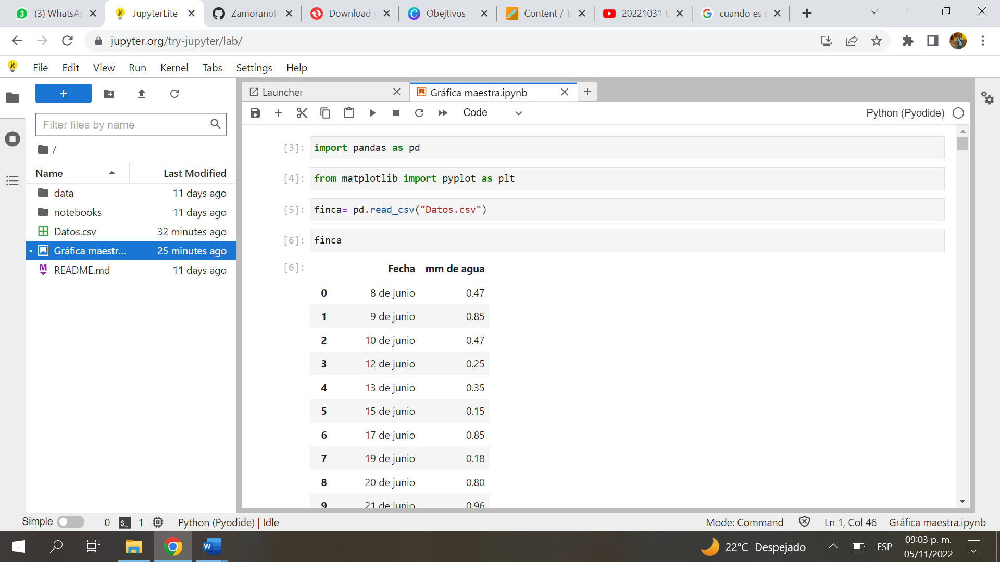 3 (3) WhatsAp
JupyterLite
ZamoranoP
Download y
Obejtivos -
Content / T
20221031 t
cuando es p
jupyter.org/try-jupyter/lab/
File Edit View Run Kernel Tabs Settings Help
+
Filter files by name
/
Name Last Modified
data 11 days ago
notebooks 11 days ago
Datos.csv 32 minutes ago
Gráfica maestr... 25 minutes ago
README.md 11 days ago
Launcher
Gráfica maestra.ipynb
Code
Python (Pyodide)
[3]: import pandas as pd
[4]: from matplotlib import pyplot as plt
[5]: finca= pd.read_csv("Datos.csv")
[6]: finca
[6]: Fecha mm de agua
0 8 de junio 0.47
1 9 de junio 0.85
2 10 de junio 0.47
3 12 de junio 0.25
4 13 de junio 0.35
5 15 de junio 0.15
6 17 de junio 0.85
7 19 de junio 0.18
8 20 de junio 0.80
9 21 de junio 0.96
Simple 0 $_ 1 Python (Pyodide) | Idle
Mode: Command Ln 1, Col 46 Gráfica maestra.ipynb
22°C Despejado
ESP
09:03 p. m.
05/11/2022